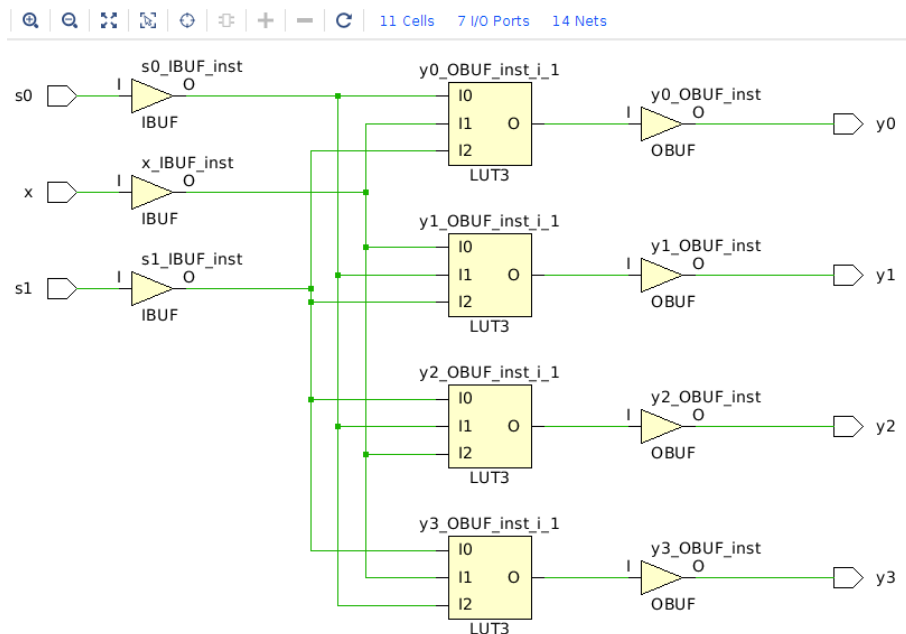 11 Cells 7 I/O Ports 14 Nets
s0 I s0_IBUF_inst O IBUF
x I x_IBUF_inst O IBUF
s1 I s1_IBUF_inst O IBUF
y0_OBUF_inst_i_1
I0
I1 O
I2
LUT3
I y0_OBUF_inst O OBUF y0
y1_OBUF_inst_i_1
I0
I1 O
I2
LUT3
I y1_OBUF_inst O OBUF y1
y2_OBUF_inst_i_1
I0
I1 O
I2
LUT3
I y2_OBUF_inst O OBUF y2
y3_OBUF_inst_i_1
I0
I1 O
I2
LUT3
I y3_OBUF_inst O OBUF y3